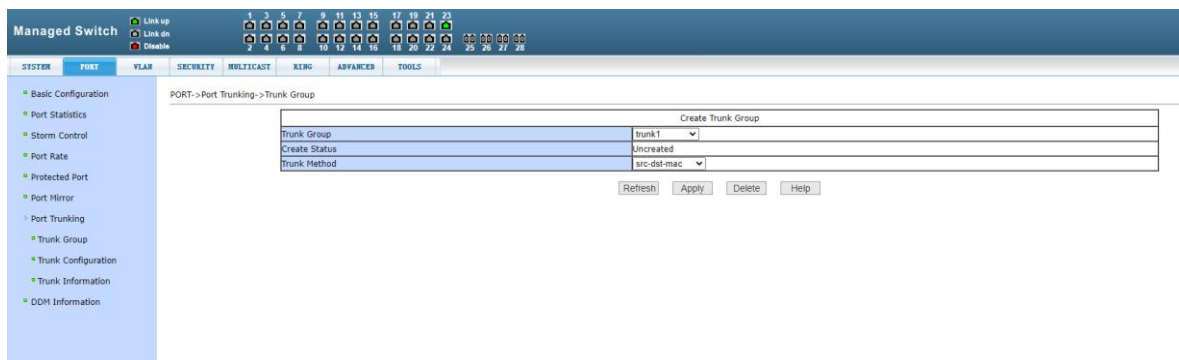 Managed Switch
Link up
Link dn
Disable
1 3 5 7 9 11 13 15 17 19 21 23
2 4 6 8 10 12 14 16 18 20 22 24 25 26 27 28
SYSTEM PORT VLAN SECURITY MULTICAST RING ADVANCED TOOLS
Basic Configuration
Port Statistics
Storm Control
Port Rate
Protected Port
Port Mirror
Port Trunking
Trunk Group
Trunk Configuration
Trunk Information
DDM Information
PORT->Port Trunking->Trunk Group
Create Trunk Group
Trunk Group trunk1
Create Status Uncreated
Trunk Method src-dst-mac
Refresh Apply Delete Help